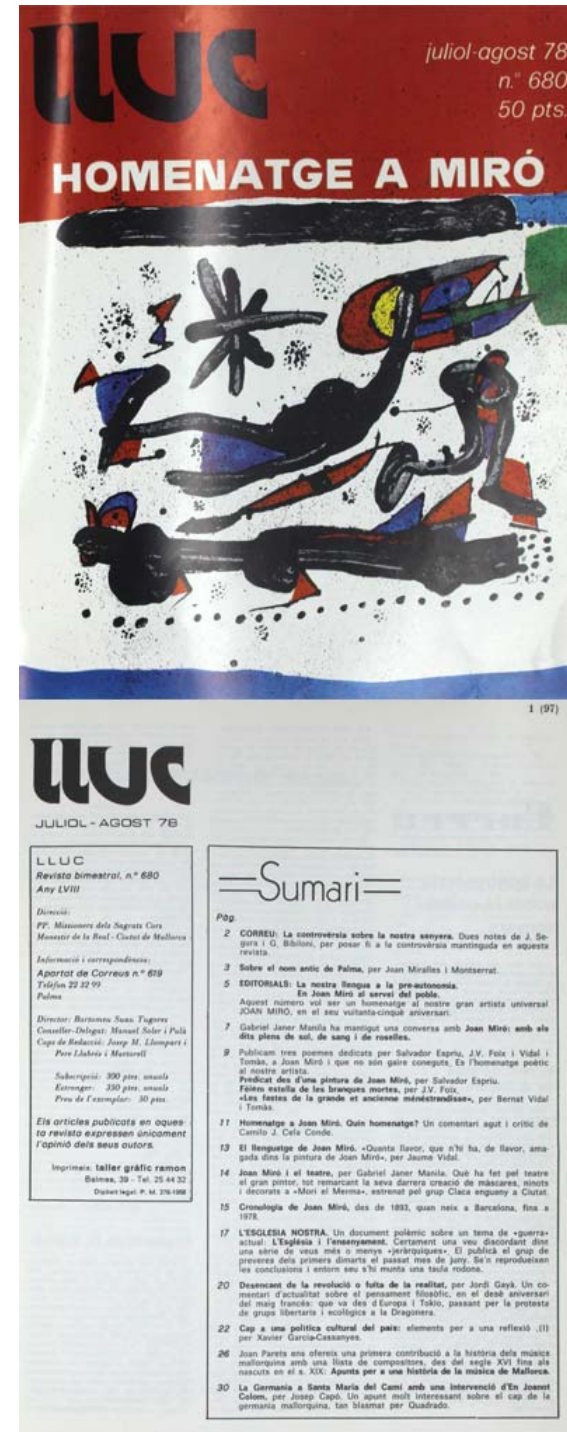 lluc
juliol-agost 78
n.º 680
50 pts.
HOMENATGE A MIRÓ
1 (97)
lluc
JULIOL - AGOST 78
LLUC
Revista bimestral, n.º 680
Any LVIII
Direcció:
PP. Missioners dels Sagrats Cors
Monestir de la Real - Ciutat de Mallorca
Informació i correspondència:
Apartat de Correus n.º 619
Telèfon 22 32 99
Palma
Director: Bartomeu Suau Tugores
Conseller-Delegat: Manuel Soler i Palà
Caps de Redacció: Josep M. Llompart i
Pere Llabrés i Martorell
Subscripció: 300 ptes. anuals
Estranger: 350 ptes. anuals
Preu de l'exemplar: 50 ptes.
Els articles publicats en aques-
ta revista expressen únicament
l'opinió dels seus autors.
Imprimeix: taller gràfic ramon
Balmes, 39 - Tel. 25 44 32
Dipòsit legal: P. M. 276-1958
Sumari
Pàg.
2 CORREU: La controvèrsia sobre la nostra senyera. Dues notes de J. Se-
gura i G. Bibiloni, per posar fi a la controvèrsia mantinguda en aquesta
revista.
3 Sobre el nom antic de Palma, per Joan Miralles i Montserrat.
5 EDITORIALS: La nostra llengua a la pre-autonomia.
En Joan Miró al servei del poble.
Aquest número vol ser un homenatge al nostre gran artista universal
JOAN MIRÓ, en el seu vuitanta-cinquè aniversari.
7 Gabriel Janer Manila ha mantigut una conversa amb Joan Miró: amb els
dits plens de sol, de sang i de roselles.
9 Publicam tres poemes dedicats per Salvador Espriu, J.V. Foix i Vidal i
Tomàs, a Joan Miró i que no són gaire coneguts. Es l'homenatge poètic
al nostre artista.
Predicat des d'una pintura de Joan Miró, per Salvador Espriu.
Fèiem estella de les branques mortes, per J.V. Foix.
«Les fastes de la grande et ancienne ménéstrandisse», per Bernat Vidal
i Tomàs.
11 Homenatge a Joan Miró. Quin homenatge? Un comentari agut i crític de
Camilo J. Cela Conde.
13 El llenguatge de Joan Miró. «Quanta llavor, que n'hi ha, de llavor, ama-
gada dins la pintura de Joan Miró», per Jaume Vidal.
14 Joan Miró i el teatre, per Gabriel Janer Manila. Què ha fet pel teatre
el gran pintor, tot remarcant la seva darrera creació de màscares, ninots
i decorats a «Mori el Merma», estrenat pel grup Claca enguany a Ciutat.
15 Cronologia de Joan Miró, des de 1893, quan neix a Barcelona, fins a
1978.
17 L'ESGLESIA NOSTRA. Un document polèmic sobre un tema de «guerra»
actual: L'Església i l'ensenyament. Certament una veu discordant dint
una sèrie de veus més o menys «jeràrquiques». El publicà el grup de
preveres dels primers dimarts el passat mes de juny. Se'n reprodueixen
les conclusions i entorn seu s'hi munta una taula rodona.
20 Desencant de la revolució o fuita de la realitat, per Jordi Gayà. Un co-
mentari d'actualitat sobre el pensament filosòfic, en el desè aniversari
del maig francès: que va des d'Europa i Tokio, passant per la protesta
de grups llibertaris i ecològics a la Dragonera.
22 Cap a una política cultural del país: elements per a una reflexió ,(I)
per Xavier Garcia-Cassanyes.
26 Joan Parets ens ofereix una primera contribució a la història dels músics
mallorquins amb una llista de compositors, des del segle XVI fins als
nascuts en el s. XIX: Apunts per a una història de la música de Mallorca.
30 La Germania a Santa Maria del Camí amb una intervenció d'En Joanot
Colom, per Josep Capó. Un apunt molt interessant sobre el cap de la
germania mallorquina, tan blasmat per Quadrado.